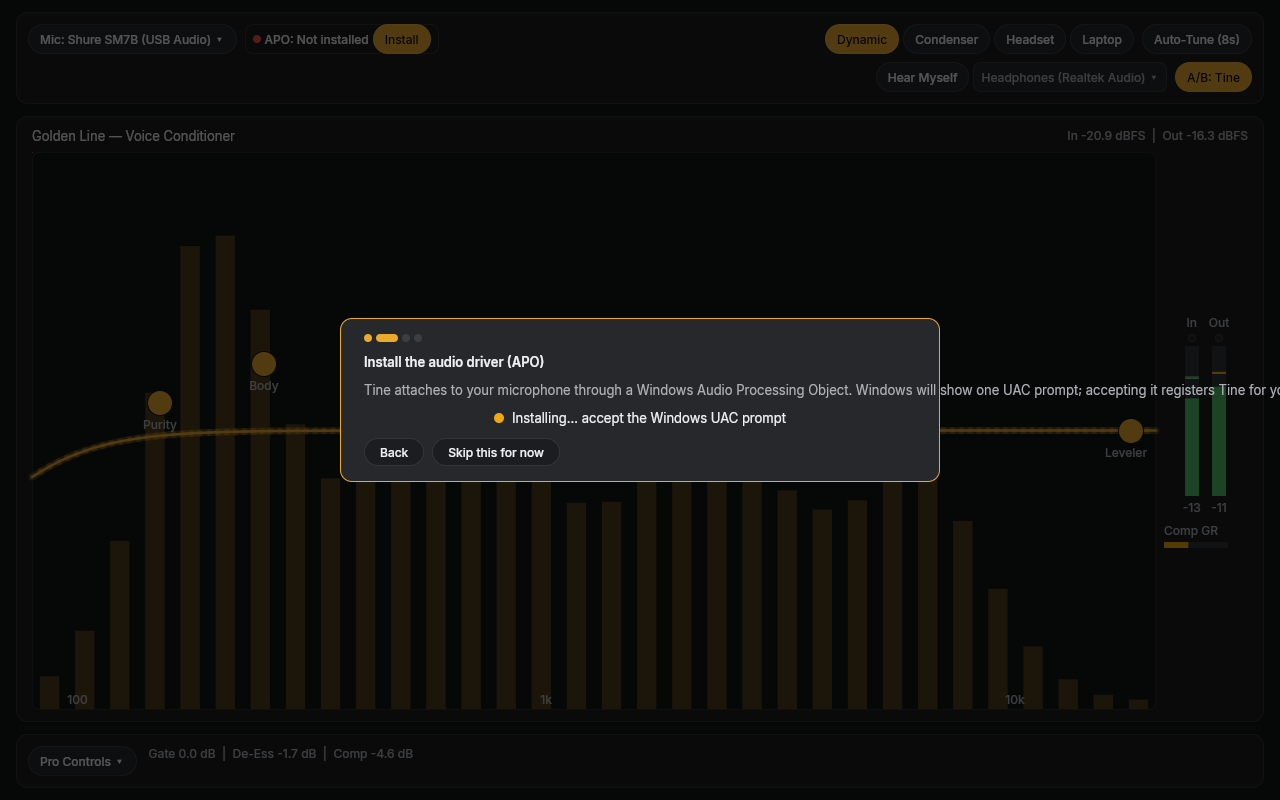 Mic: Shure SM7B (USB Audio) ▾
APO: Not installed
Install
Dynamic
Condenser
Headset
Laptop
Auto-Tune (8s)
Hear Myself
Headphones (Realtek Audio) ▾
A/B: Tine
Golden Line — Voice Conditioner
In -20.9 dBFS | Out -16.3 dBFS
In
Out
Install the audio driver (APO)
Body
Tine attaches to your microphone through a Windows Audio Processing Object. Windows will show one UAC prompt; accepting it registers Tine for
Purity
Installing... accept the Windows UAC prompt
Back
Skip this for now
Leveler
-13
-11
Comp GR
100
1k
10k
Pro Controls ▾
Gate 0.0 dB | De-Ess -1.7 dB | Comp -4.6 dB